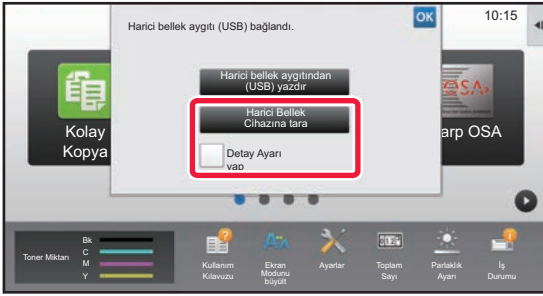 Harici bellek aygıtı (USB) bağlandı.
OK
10:15
Harici bellek aygıtından
(USB) yazdır
Harici Bellek
Cihazına tara
Detay Ayarı
yap
Kolay
Kopya
OSA
arp OSA
Toner Miktarı
Bk
C
M
Y
Kullanım
Kılavuzu
Ekran
Modunu
büyült
Ayarlar
Toplam
Sayı
Parlaklık
Ayarı
İş
Durumu